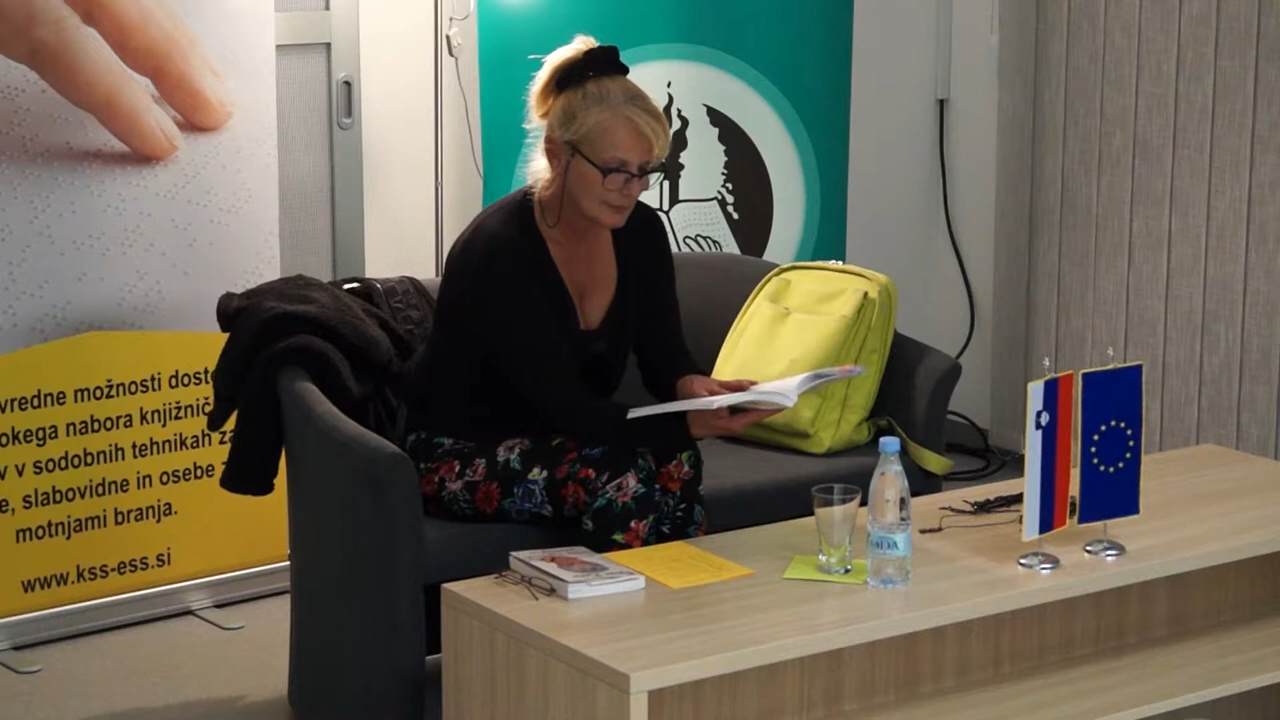 vredne možnosti dost
okega nabora knjižnič
v v sodobnih tehnikah za
e, slabovidne in osebe
motnjami branja.
www.kss-ess.si